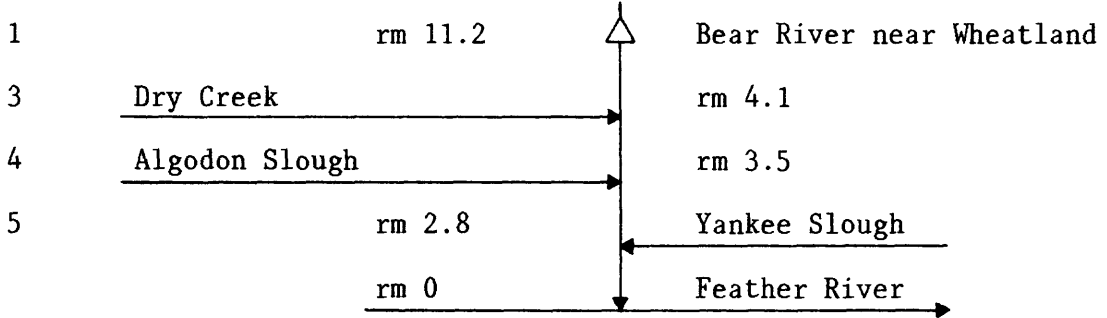 1 rm 11.2 Bear River near Wheatland
3 Dry Creek rm 4.1
4 Algodon Slough rm 3.5
5 rm 2.8 Yankee Slough
rm 0 Feather River